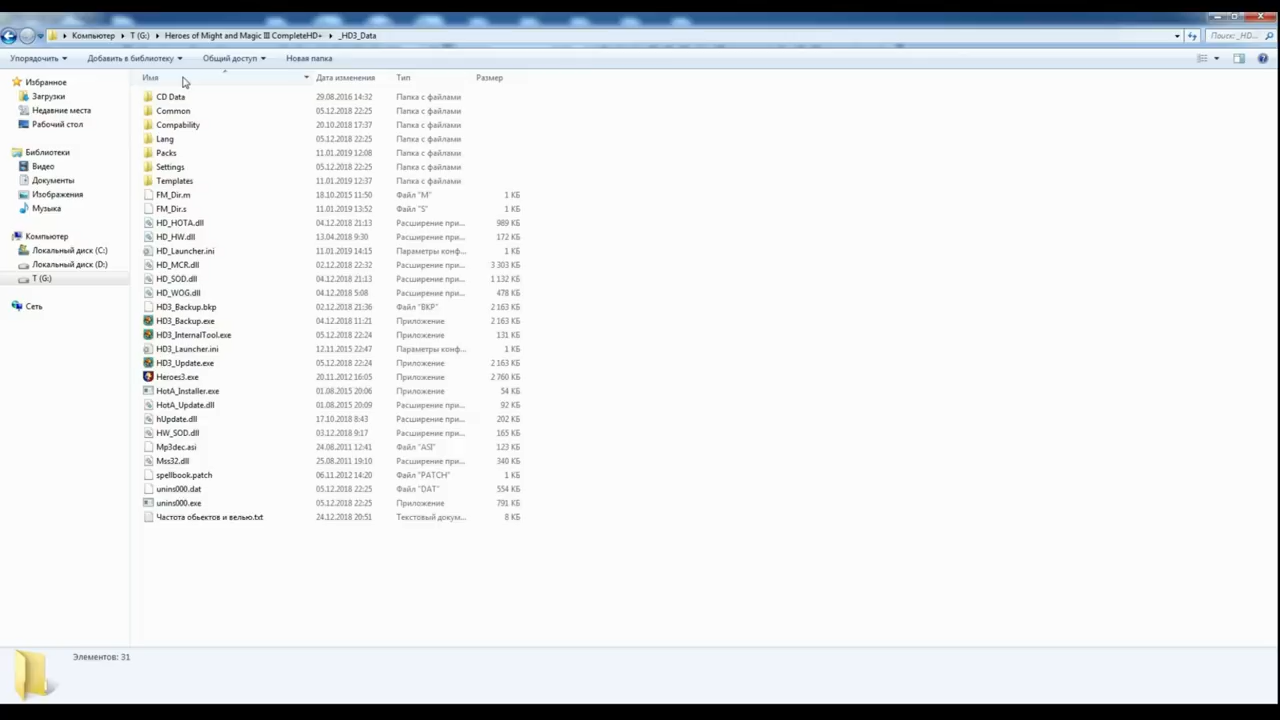 Компьютер T (G:) Heroes of Might and Magic III CompleteHD+ _HD3_Data Поиск: _HD...
Упорядочить Добавить в библиотеку Общий доступ Новая папка
Имя Дата изменения Тип Размер
Избранное
Загрузки
Недавние места
Рабочий стол
Библиотеки
Видео
Документы
Изображения
Музыка
Компьютер
Локальный диск (C:)
Локальный диск (D:)
T (G:)
Сеть
CD Data 29.08.2016 14:32 Папка с файлами
Common 05.12.2018 22:25 Папка с файлами
Compability 20.10.2018 17:37 Папка с файлами
Lang 05.12.2018 22:25 Папка с файлами
Packs 11.01.2019 12:08 Папка с файлами
Settings 05.12.2018 22:25 Папка с файлами
Templates 11.01.2019 12:37 Папка с файлами
FM_Dir.m 18.10.2015 11:50 Файл "M" 1 КБ
FM_Dir.s 11.01.2019 13:52 Файл "S" 1 КБ
HD_HOTA.dll 04.12.2018 21:13 Расширение при... 989 КБ
HD_HW.dll 13.04.2018 9:30 Расширение при... 172 КБ
HD_Launcher.ini 11.01.2019 14:15 Параметры конф... 1 КБ
HD_MCR.dll 02.12.2018 22:32 Расширение при... 3 303 КБ
HD_SOD.dll 04.12.2018 21:13 Расширение при... 1 132 КБ
HD_WOG.dll 04.12.2018 5:08 Расширение при... 478 КБ
HD3_Backup.bkp 02.12.2018 21:36 Файл "BKP" 2 163 КБ
HD3_Backup.exe 04.12.2018 11:21 Приложение 2 163 КБ
HD3_InternalTool.exe 05.12.2018 22:24 Приложение 131 КБ
HD3_Launcher.ini 12.11.2015 22:47 Параметры конф... 1 КБ
HD3_Update.exe 05.12.2018 22:24 Приложение 2 163 КБ
Heroes3.exe 20.11.2012 16:05 Приложение 2 760 КБ
HotA_Installer.exe 01.08.2015 20:06 Приложение 54 КБ
HotA_Update.dll 01.08.2015 20:09 Расширение при... 92 КБ
hUpdate.dll 17.10.2018 8:43 Расширение при... 202 КБ
HW_SOD.dll 03.12.2018 9:17 Расширение при... 165 КБ
Mp3dec.asi 24.08.2011 12:41 Файл "ASI" 123 КБ
Mss32.dll 25.08.2011 19:10 Расширение при... 340 КБ
spellbook.patch 06.11.2012 14:20 Файл "PATCH" 1 КБ
unins000.dat 05.12.2018 22:25 Файл "DAT" 554 КБ
unins000.exe 05.12.2018 22:25 Приложение 791 КБ
Частота обьектов и велью.txt 24.12.2018 20:51 Текстовый докум... 8 КБ
Элементов: 31